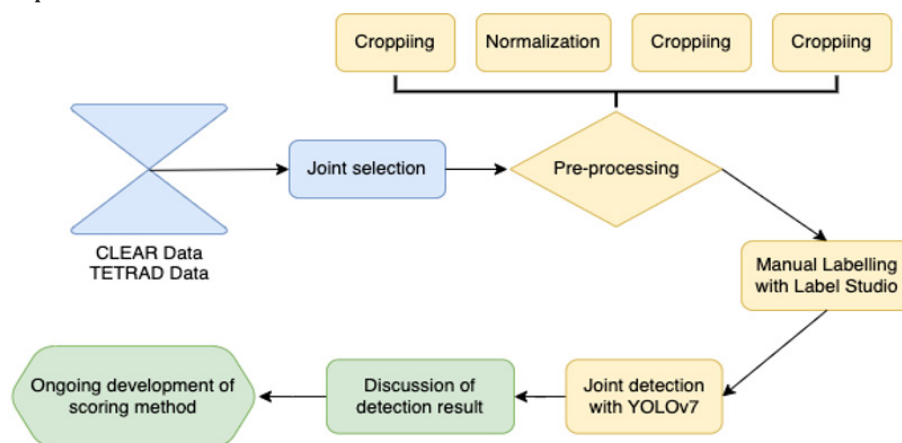 Croppiing
Normalization
Croppiing
Croppiing
Joint selection
Pre-processing
CLEAR Data
TETRAD Data
Manual Labelling
with Label Studio
Joint detection
with YOLOv7
Discussion of
detection result
Ongoing development of
scoring method